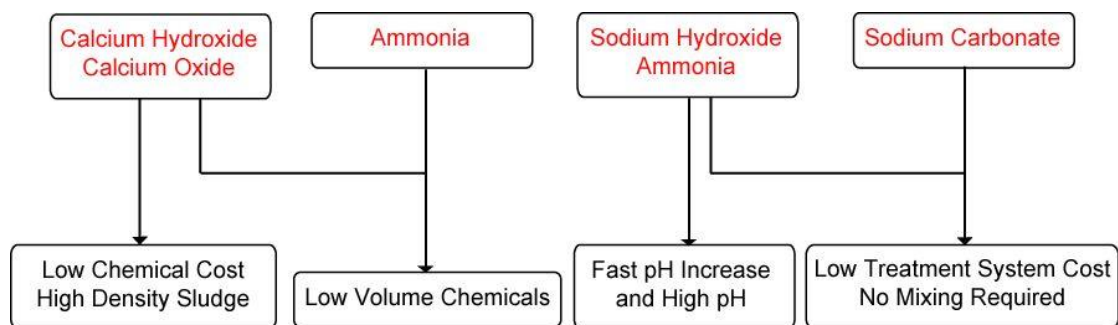 Calcium Hydroxide
Calcium Oxide
Ammonia
Sodium Hydroxide
Ammonia
Sodium Carbonate
Low Chemical Cost
High Density Sludge
Low Volume Chemicals
Fast pH Increase
and High pH
Low Treatment System Cost
No Mixing Required